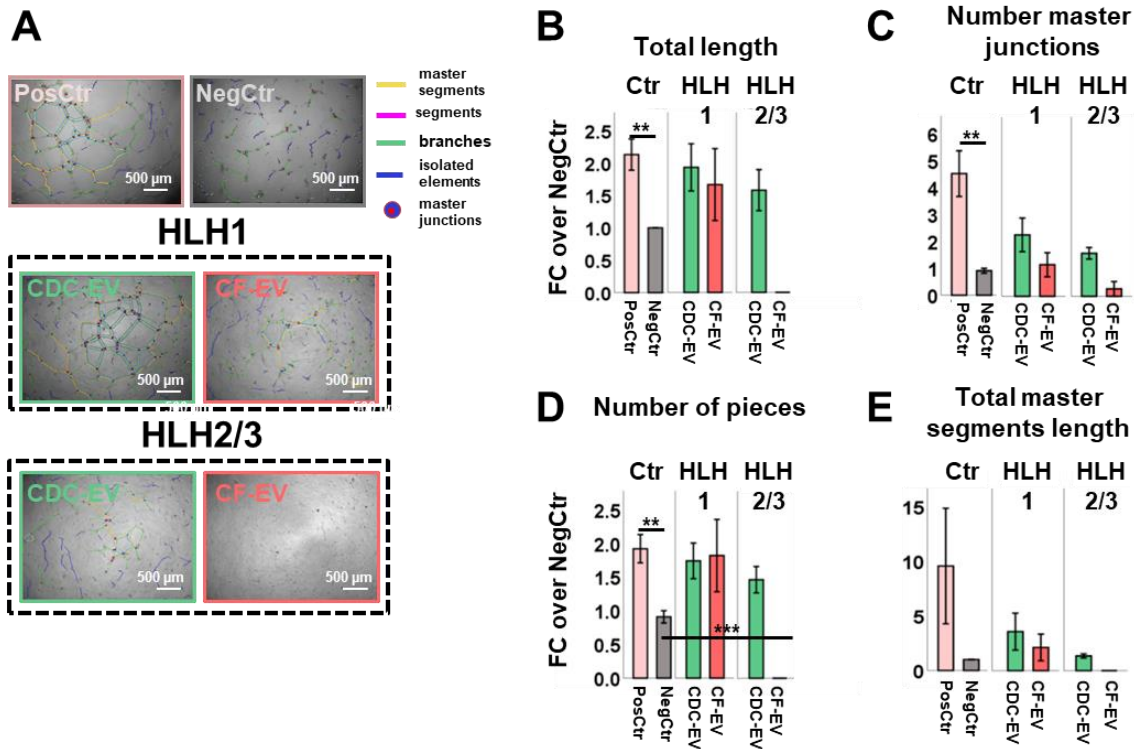 A
PosCtr
NegCtr
500 µm
500 µm
master
segments
segments
branches
isolated
elements
master
junctions
HLH1
CDC-EV
CF-EV
500 µm
500 µm
HLH2/3
CDC-EV
CF-EV
500 µm
500 µm
B
Total length
Ctr
HLH
1
HLH
2/3
FC over NegCtr
2.5
2.0
1.5
1.0
0.5
0.0
**
PosCtr
NegCtr
CDC-EV
CF-EV
CDC-EV
CF-EV
C
Number master
junctions
Ctr
HLH
1
HLH
2/3
6
5
4
3
2
1
0
**
PosCtr
NegCtr
CDC-EV
CF-EV
CDC-EV
CF-EV
D
Number of pieces
Ctr
HLH
1
HLH
2/3
FC over NegCtr
2.5
2.0
1.5
1.0
0.5
0.0
**
***
PosCtr
NegCtr
CDC-EV
CF-EV
CDC-EV
CF-EV
E
Total master
segments length
Ctr
HLH
1
HLH
2/3
15
10
5
0
PosCtr
NegCtr
CDC-EV
CF-EV
CDC-EV
CF-EV